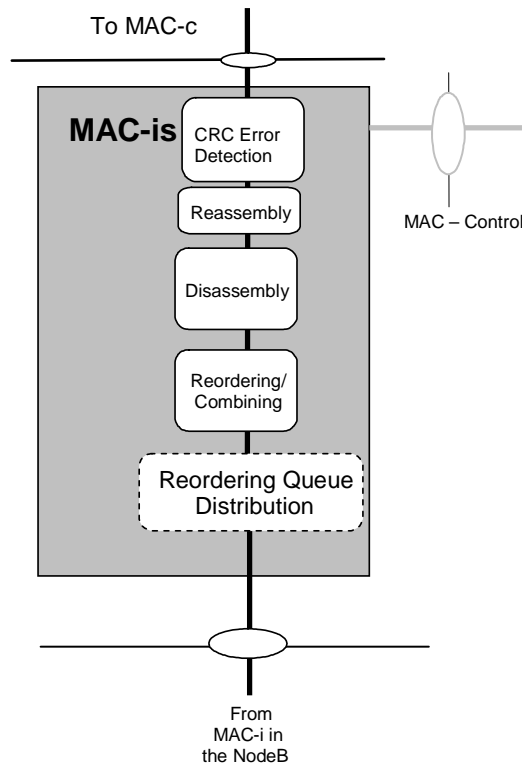 To MAC-c
MAC-is
CRC Error
Detection
Reassembly
MAC – Control
Disassembly
Reordering/
Combining
Reordering Queue
Distribution
From
MAC-i in
the NodeB